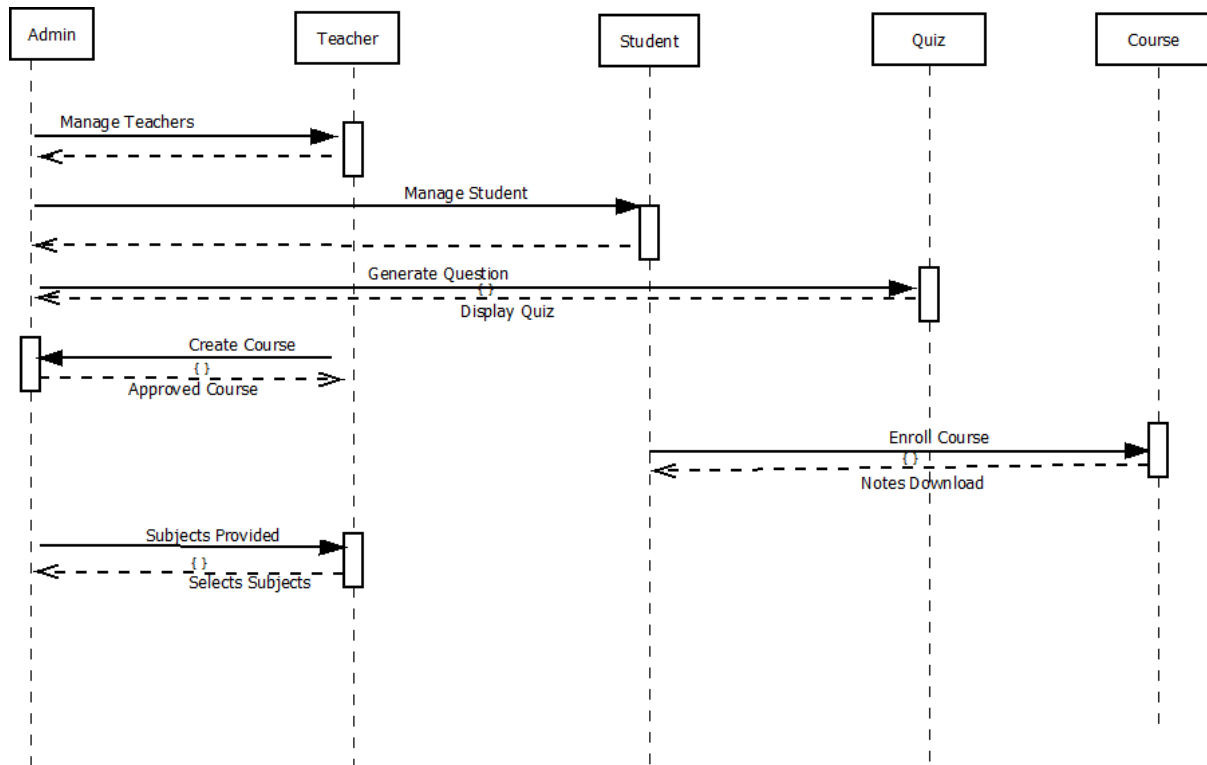 Admin
Teacher
Student
Quiz
Course
Manage Teachers
Manage Student
Generate Question
{ }
Display Quiz
Create Course
{ }
Approved Course
Enroll Course
{ }
Notes Download
Subjects Provided
{ }
Selects Subjects